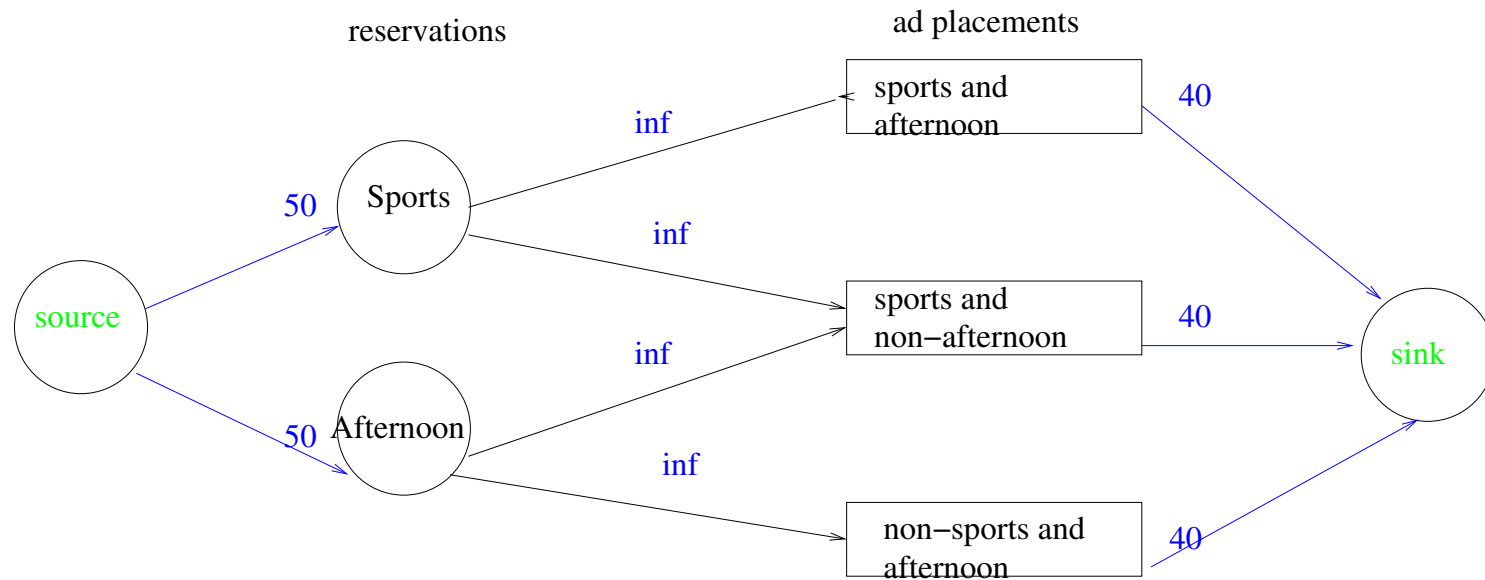 reservations
ad placements
sports and
afternoon
40
inf
Sports
50
inf
source
sports and
non−afternoon
40
sink
inf
Afternoon
50
inf
non−sports and
afternoon
40